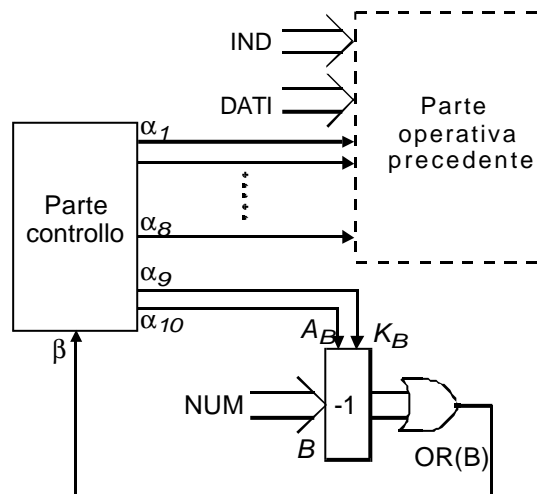 IND
DATI
Parte
operativa
precedente
α1
Parte
controllo
α8
α9
α10
β
AB
KB
NUM
-1
B
OR(B)